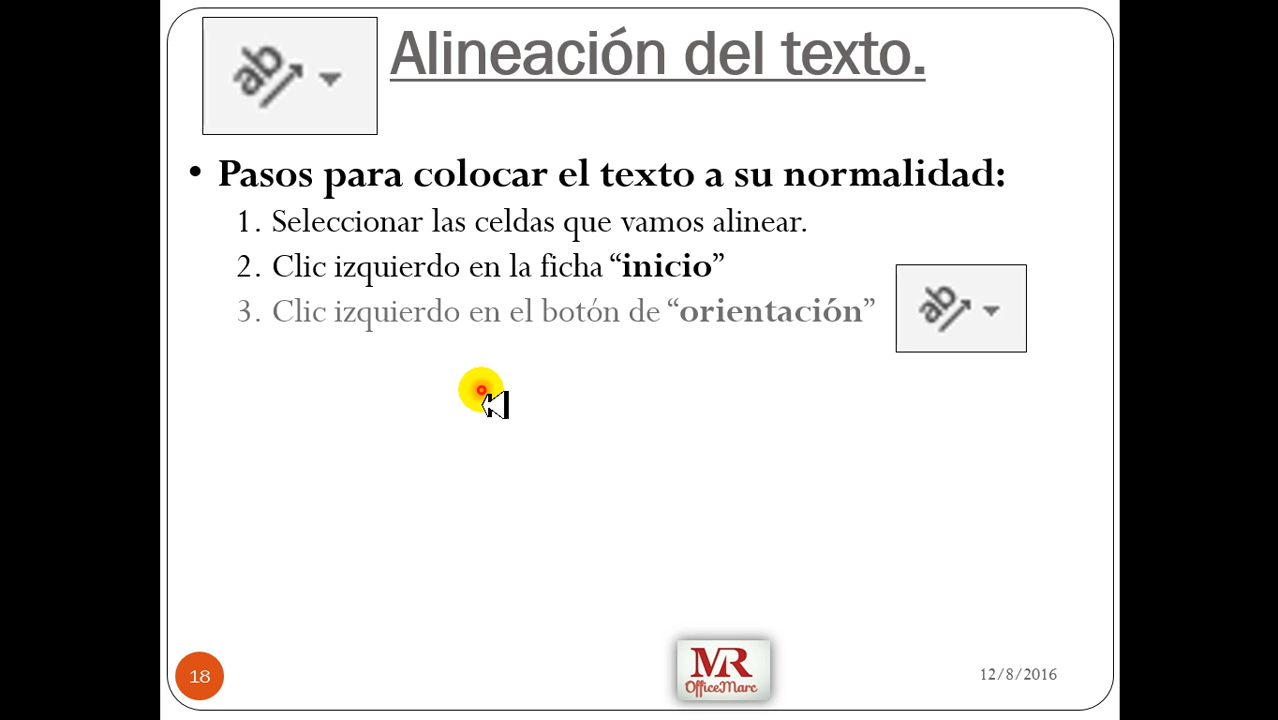 ab
Alineación del texto.
• Pasos para colocar el texto a su normalidad:
1. Seleccionar las celdas que vamos alinear.
2. Clic izquierdo en la ficha “inicio”
3. Clic izquierdo en el botón de “orientación”
ab
18
MR
OfficeMarc
12/8/2016